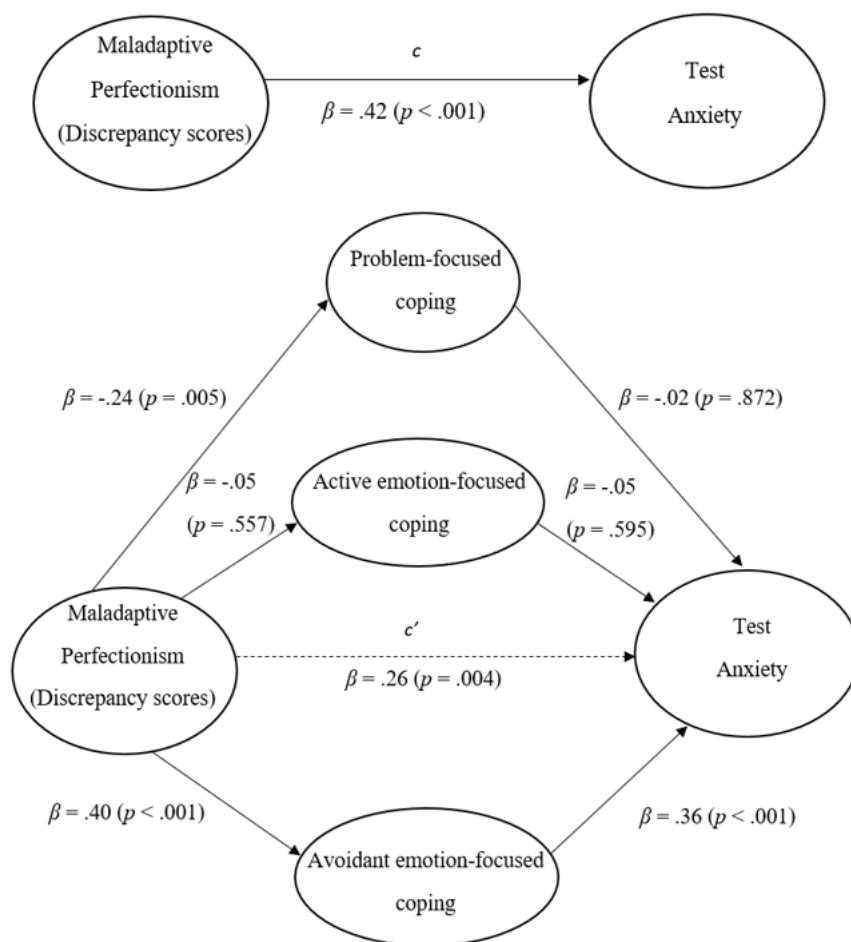 Maladaptive
Perfectionism
(Discrepancy scores)
c
β = .42 (p < .001)
Test
Anxiety
Problem-focused
coping
β = -.24 (p = .005)
β = -.02 (p = .872)
β = -.05
(p = .557)
Active emotion-focused
coping
β = -.05
(p = .595)
Maladaptive
Perfectionism
(Discrepancy scores)
c′
β = .26 (p = .004)
Test
Anxiety
β = .40 (p < .001)
β = .36 (p < .001)
Avoidant emotion-focused
coping